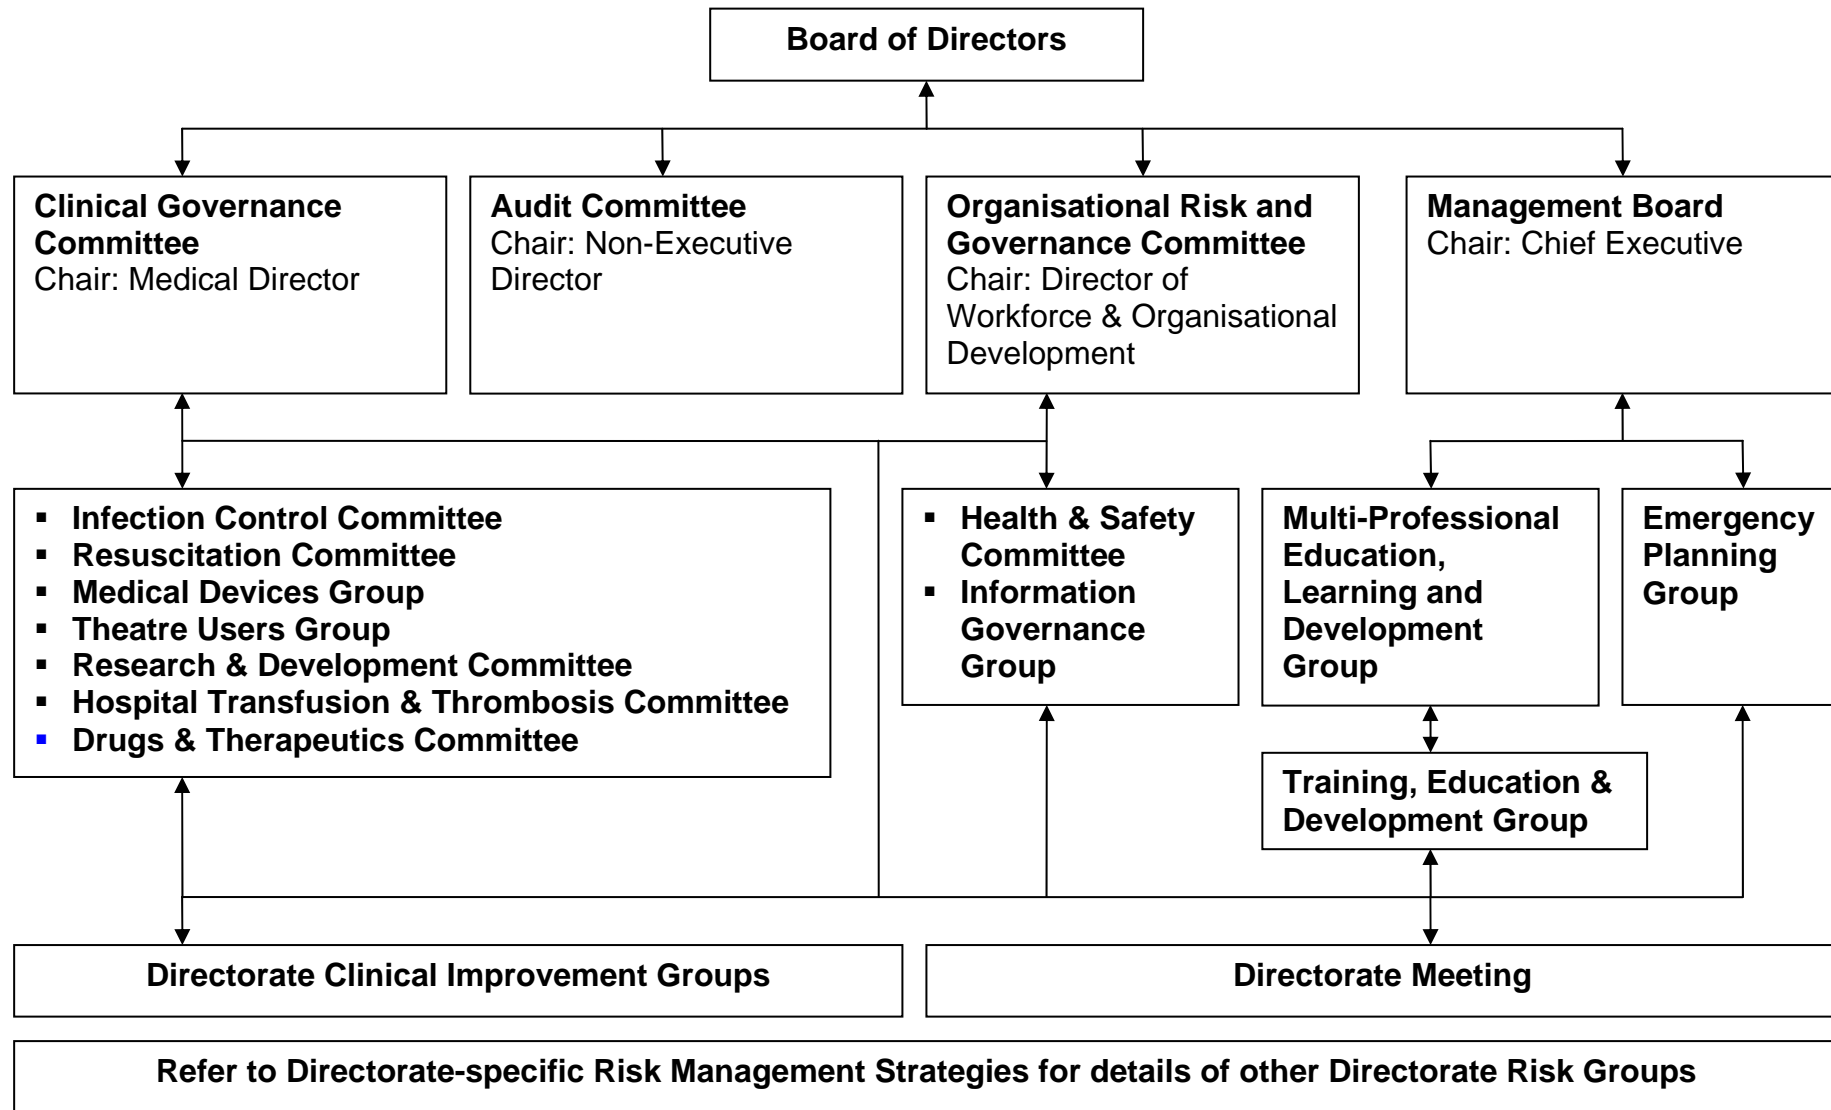 Board of Directors
Clinical Governance
Committee
Chair: Medical Director
Audit Committee
Chair: Non-Executive
Director
Organisational Risk and
Governance Committee
Chair: Director of
Workforce & Organisational
Development
Management Board
Chair: Chief Executive
▪ Infection Control Committee
▪ Resuscitation Committee
▪ Medical Devices Group
▪ Theatre Users Group
▪ Research & Development Committee
▪ Hospital Transfusion & Thrombosis Committee
▪ Drugs & Therapeutics Committee
▪ Health & Safety
Committee
▪ Information
Governance
Group
Multi-Professional
Education,
Learning and
Development
Group
Emergency
Planning
Group
Training, Education &
Development Group
Directorate Clinical Improvement Groups
Directorate Meeting
Refer to Directorate-specific Risk Management Strategies for details of other Directorate Risk Groups